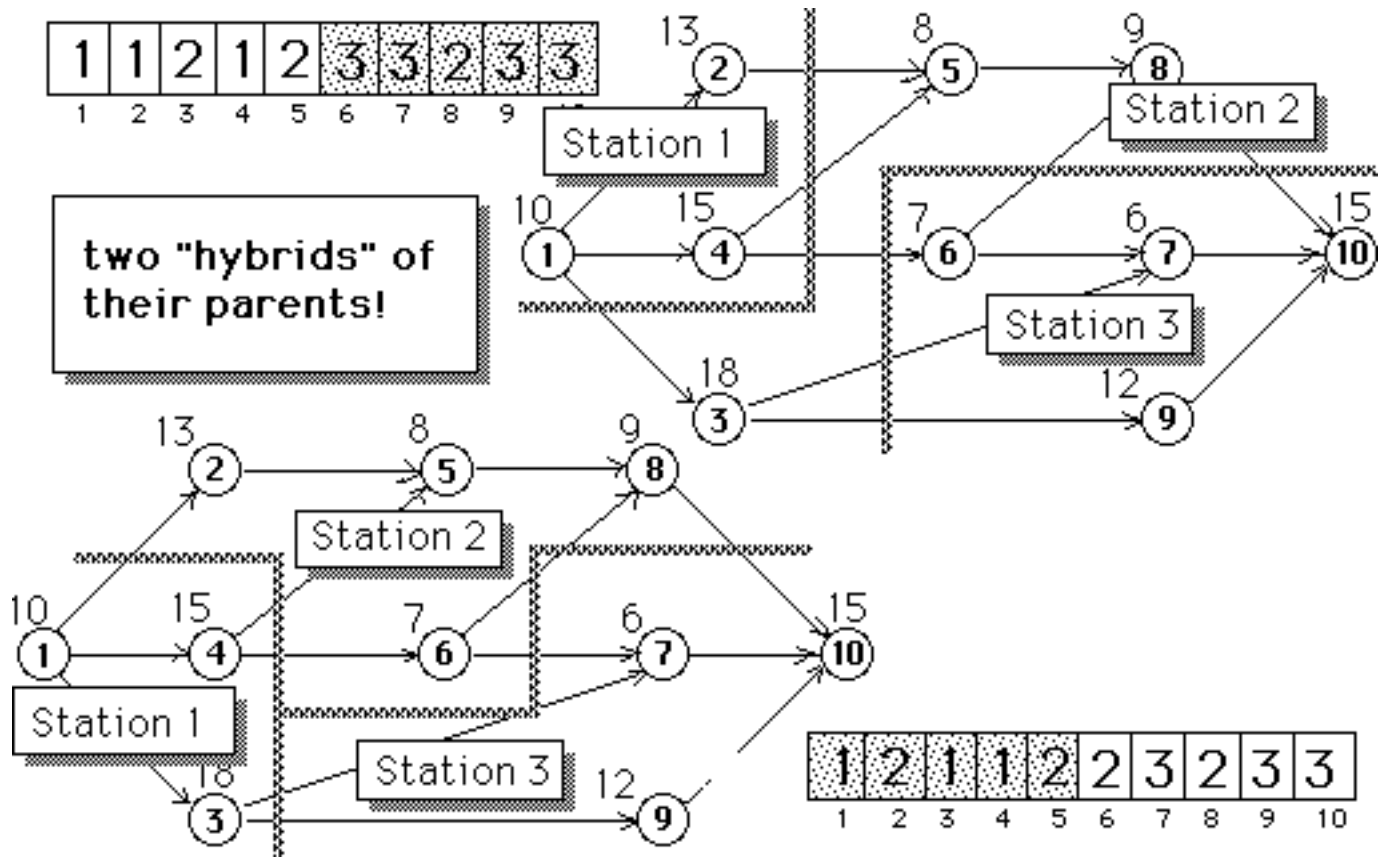 1 1 2 1 2 3 3 2 3 3
1 2 3 4 5 6 7 8 9
13 8 9
2 5 8
Station 1 Station 2
two "hybrids" of
their parents!
10 15 7 6 15
1 4 6 7 10
Station 3
18 12
3 9
13 8 9
2 5 8
Station 2
10 15 7 6 15
1 4 6 7 10
Station 1
Station 3
18 12
3 9
1 2 1 1 2 2 3 2 3 3
1 2 3 4 5 6 7 8 9 10